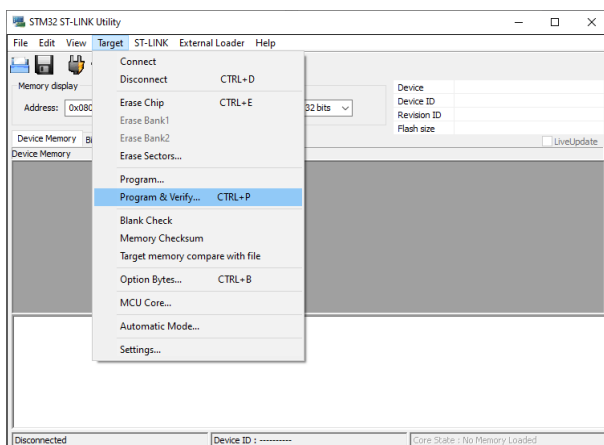 STM32 ST-LINK Utility
File Edit View Target ST-LINK External Loader Help
Memory display
Address: 0x080 32 bits
Device
Device ID
Revision ID
Flash size
Device Memory Bi LiveUpdate
Device Memory
Connect
Disconnect CTRL+D
Erase Chip CTRL+E
Erase Bank1
Erase Bank2
Erase Sectors...
Program...
Program & Verify... CTRL+P
Blank Check
Memory Checksum
Target memory compare with file
Option Bytes... CTRL+B
MCU Core...
Automatic Mode...
Settings...
Disconnected Device ID : ---------- Core State : No Memory Loaded